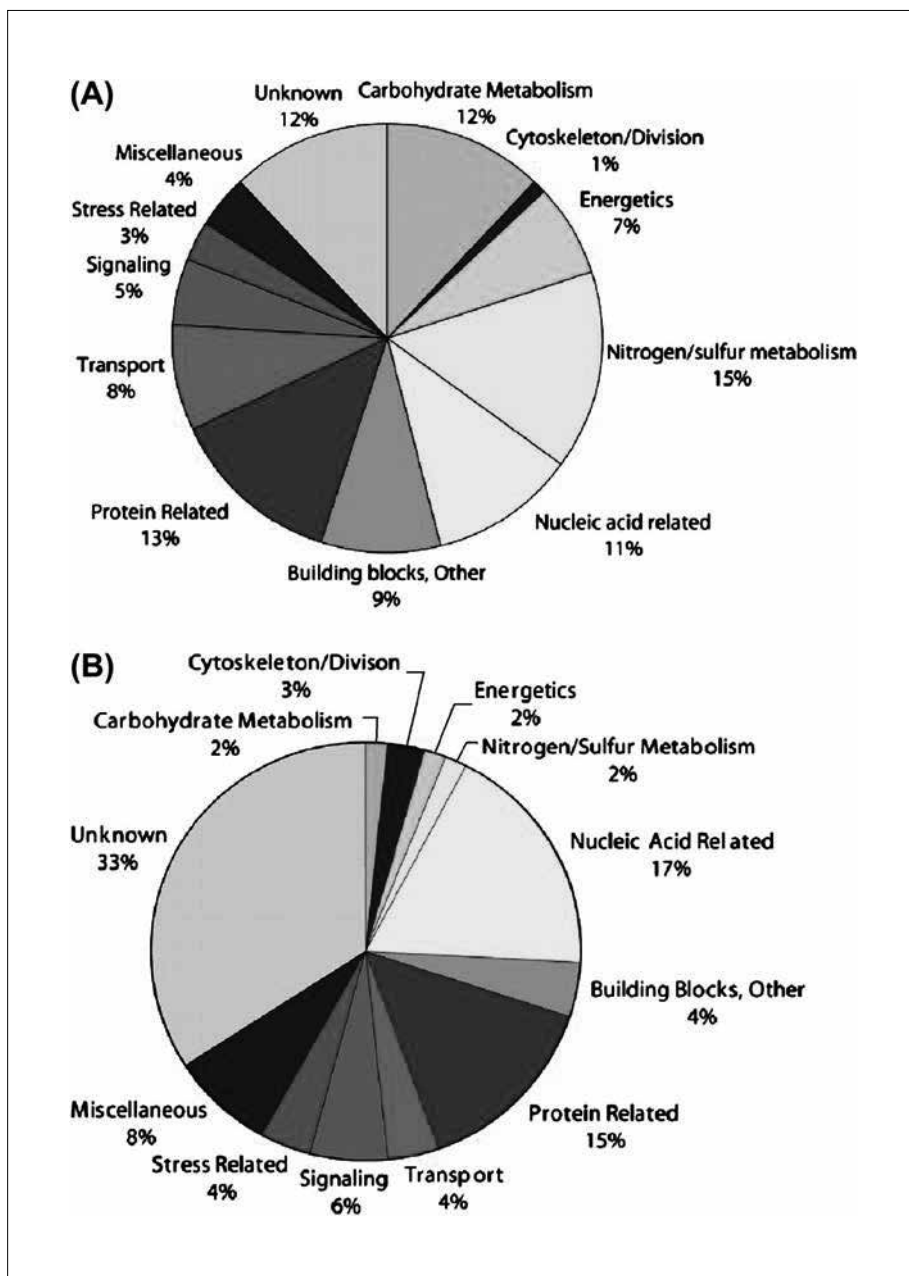 (A)
Unknown
12%
Carbohydrate Metabolism
12%
Cytoskeleton/Division
1%
Energetics
7%
Nitrogen/sulfur metabolism
15%
Nucleic acid related
11%
Building blocks, Other
9%
Protein Related
13%
Transport
8%
Signaling
5%
Stress Related
3%
Miscellaneous
4%
(B)
Cytoskeleton/Divison
3%
Carbohydrate Metabolism
2%
Energetics
2%
Nitrogen/Sulfur Metabolism
2%
Nucleic Acid Related
17%
Building Blocks, Other
4%
Protein Related
15%
Transport
4%
Signaling
6%
Stress Related
4%
Miscellaneous
8%
Unknown
33%